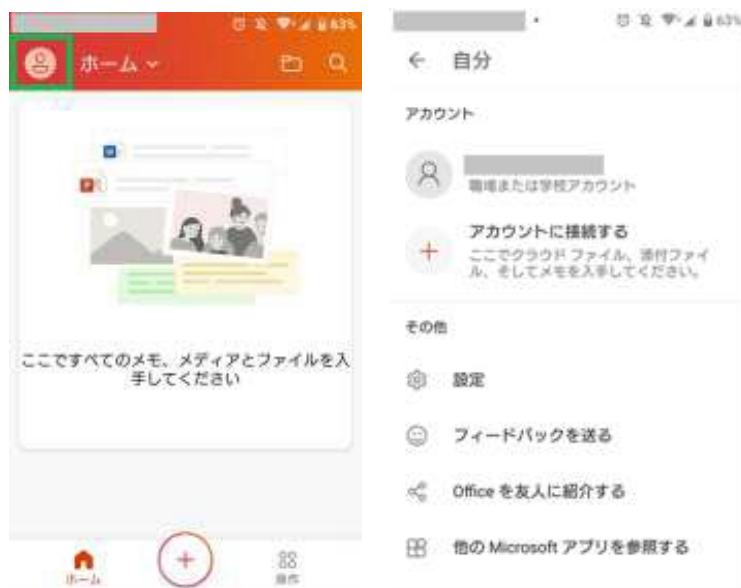 63%
ホーム
W
P
ここですべてのメモ、メディアとファイルを入
手してください
ホーム
操作
63%
自分
アカウント
職場または学校アカウント
アカウントに接続する
ここでクラウド ファイル、添付ファイ
ル、そしてメモを入手してください。
その他
設定
フィードバックを送る
Office を友人に紹介する
他の Microsoft アプリを参照する